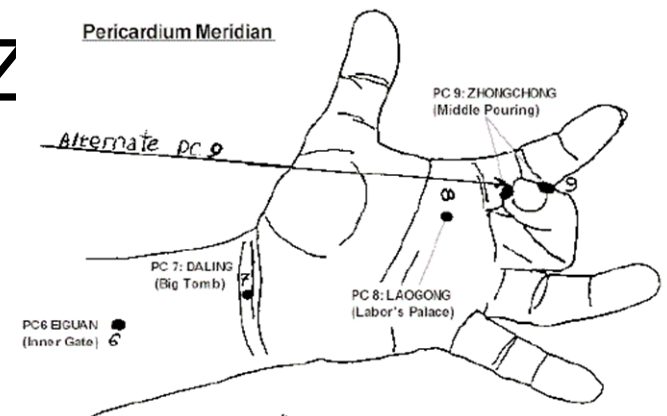 Z
Pericardium Meridian
PC 9: ZHONGCHONG
(Middle Pouring)
Alternate PC 9
9
8
PC 7: DALING
(Big Tomb)
7
PC 8: LAOGONG
(Labor's Palace)
PC6 EIGUAN
(Inner Gate) 6